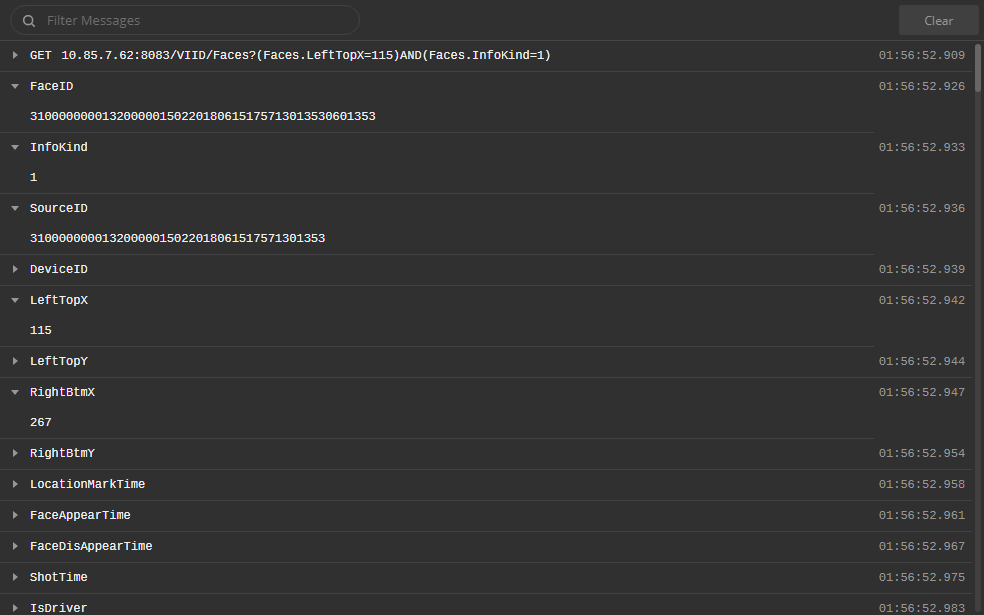 Filter Messages
Clear
GET 10.85.7.62:8083/VIID/Faces?(Faces.LeftTopX=115)AND(Faces.InfoKind=1) 01:56:52.909
FaceID 01:56:52.926
310000000013200000150220180615175713013530601353
InfoKind 01:56:52.933
1
SourceID 01:56:52.936
31000000001320000015022018061517571301353
DeviceID 01:56:52.939
LeftTopX 01:56:52.942
115
LeftTopY 01:56:52.944
RightBtmX 01:56:52.947
267
RightBtmY 01:56:52.954
LocationMarkTime 01:56:52.958
FaceAppearTime 01:56:52.961
FaceDisAppearTime 01:56:52.967
ShotTime 01:56:52.975
IsDriver 01:56:52.983